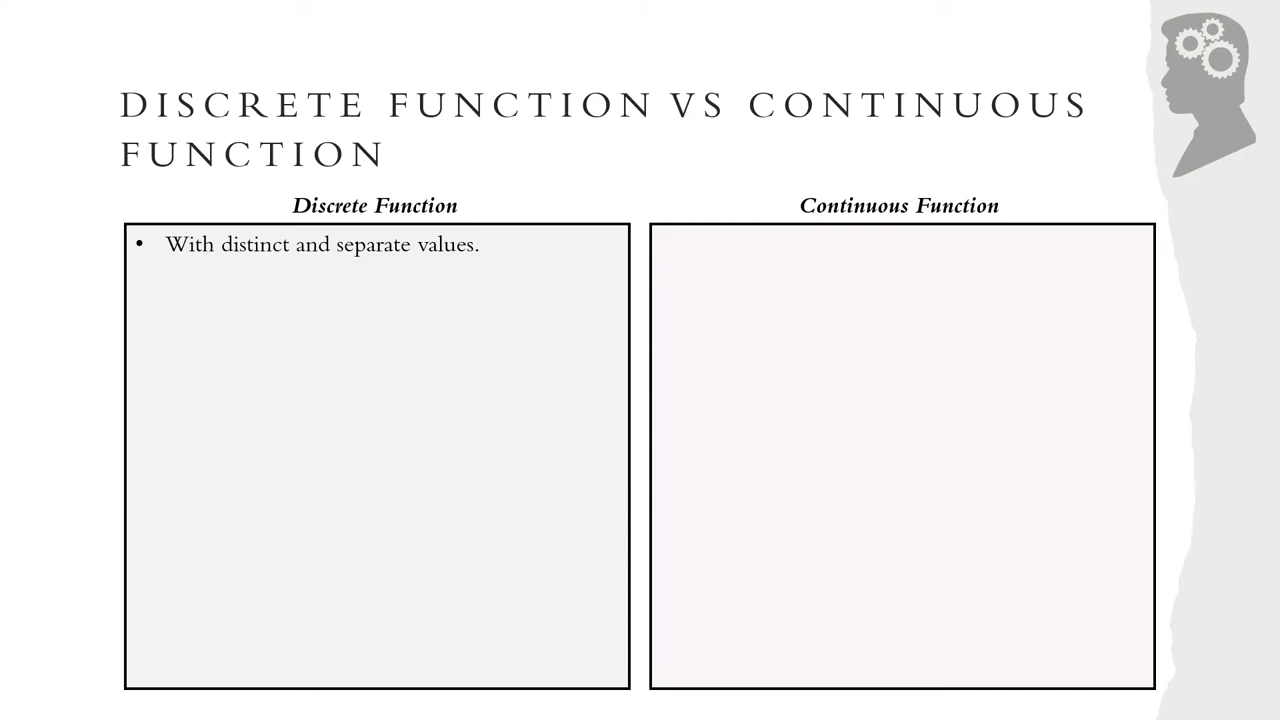 DISCRETE FUNCTION VS CONTINUOUS
FUNCTION
Discrete Function
• With distinct and separate values.
Continuous Function